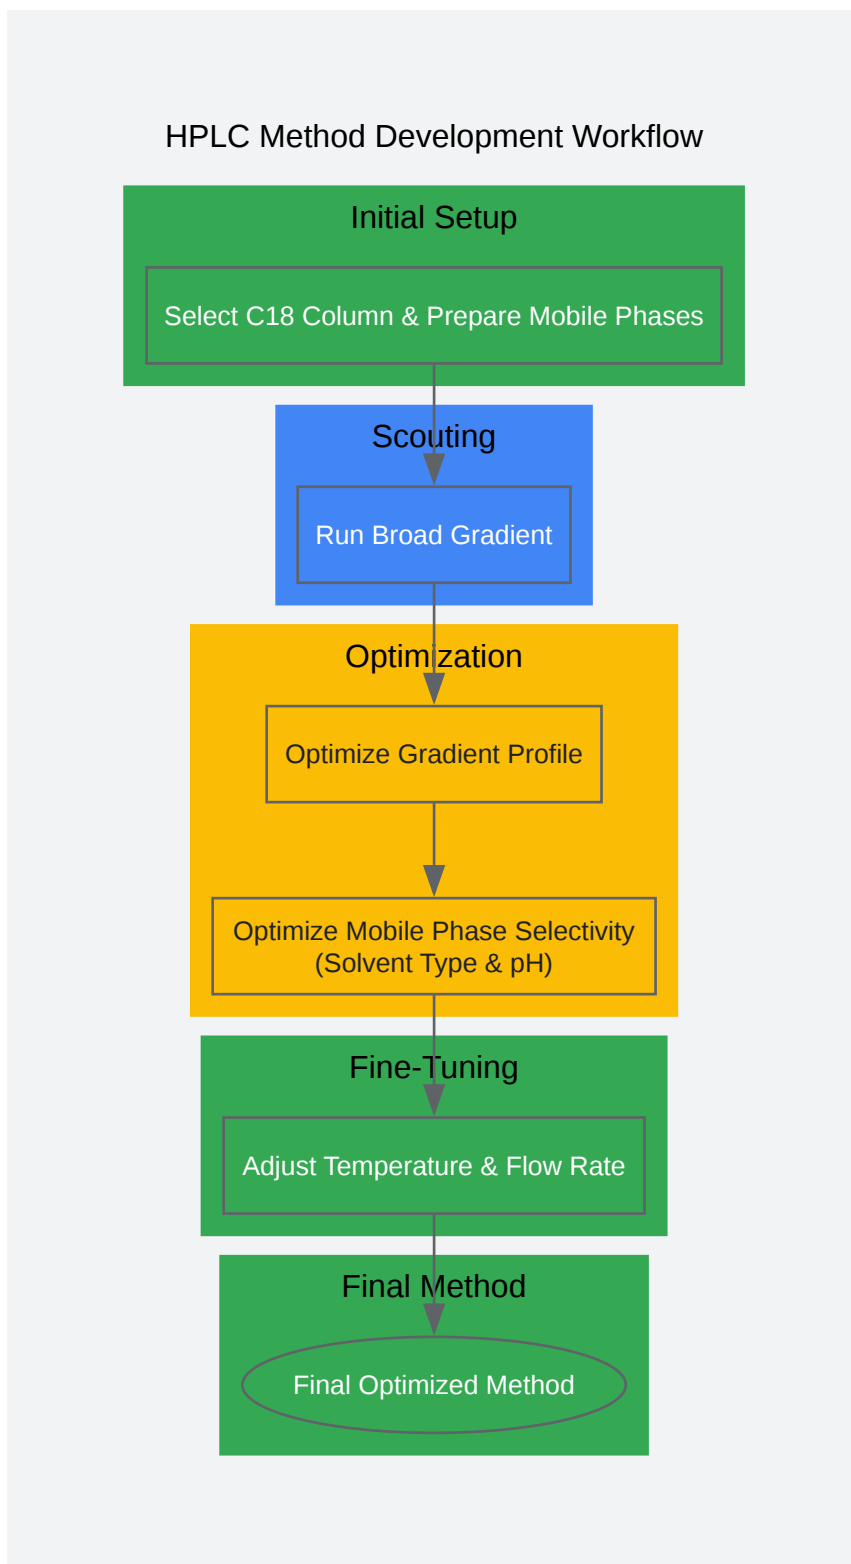 HPLC Method Development Workflow
Initial Setup
Select C18 Column & Prepare Mobile Phases
Scouting
Run Broad Gradient
Optimization
Optimize Gradient Profile
Optimize Mobile Phase Selectivity
(Solvent Type & pH)
Fine-Tuning
Adjust Temperature & Flow Rate
Final Method
Final Optimized Method